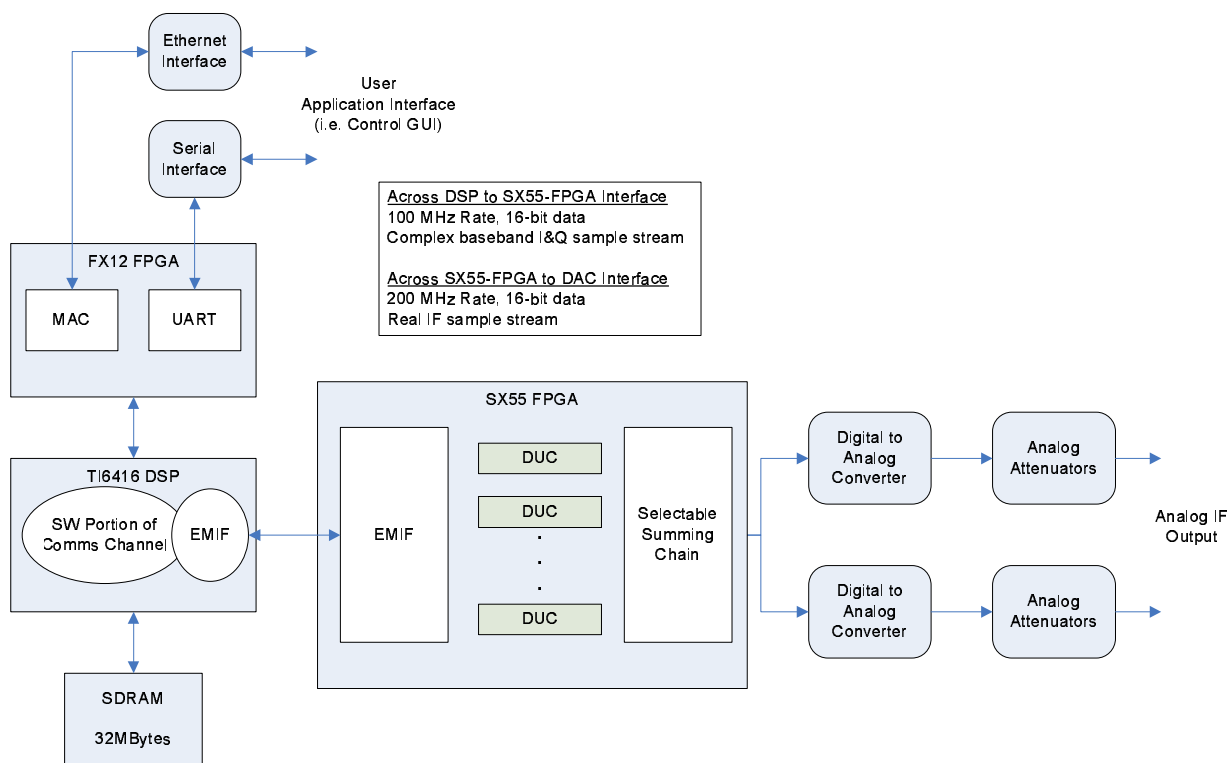 Ethernet
Interface
User
Application Interface
(i.e. Control GUI)
Serial
Interface
Across DSP to SX55-FPGA Interface
100 MHz Rate, 16-bit data
Complex baseband I&Q sample stream
Across SX55-FPGA to DAC Interface
200 MHz Rate, 16-bit data
Real IF sample stream
FX12 FPGA
MAC
UART
SX55 FPGA
TI6416 DSP
SW Portion of
Comms Channel
EMIF
EMIF
DUC
DUC
.
.
.
DUC
Selectable
Summing
Chain
Digital to
Analog
Converter
Analog
Attenuators
Analog IF
Output
Digital to
Analog
Converter
Analog
Attenuators
SDRAM
32MBytes